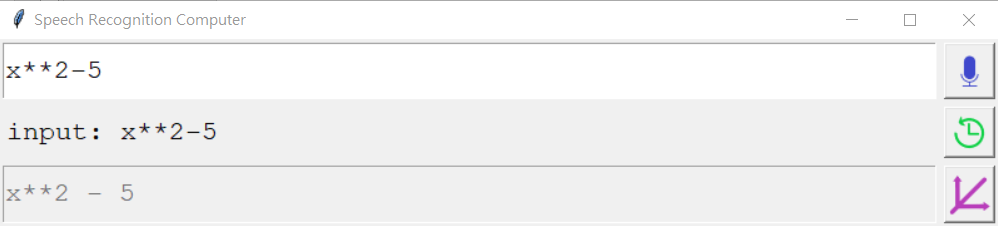 Speech Recognition Computer
x**2-5
input: x**2-5
x**2 - 5